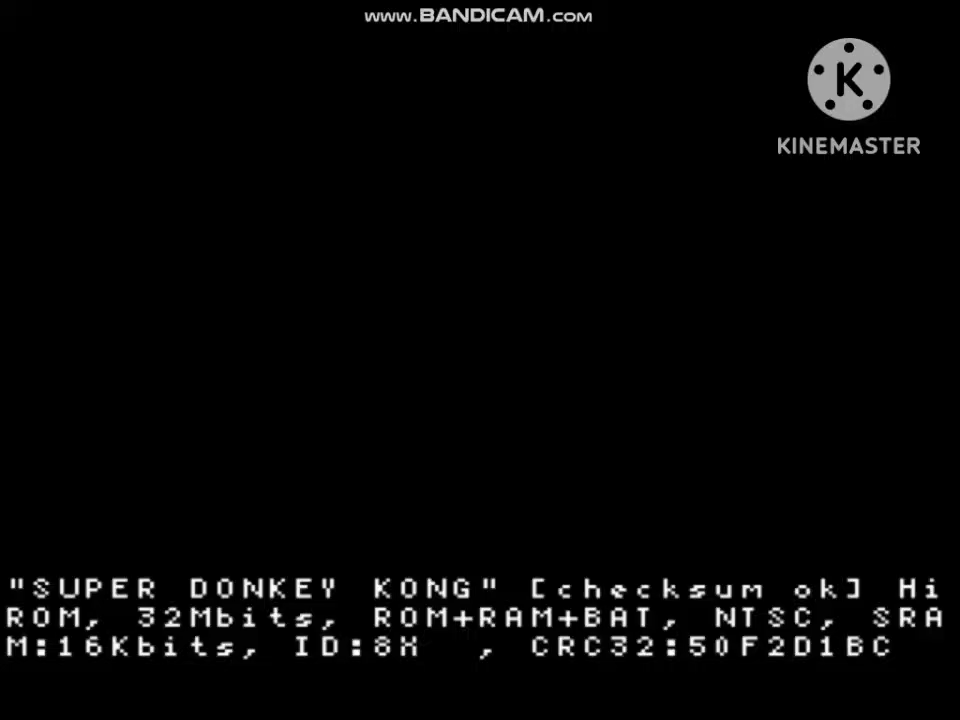 www.BANDICAM.com
K
KINEMASTER
"SUPER DONKEY KONG" [checksum ok] Hi
ROM, 32Mbits, ROM+RAM+BAT, NTSC, SRA
M:16Kbits, ID:8X , CRC32:50F2D1BC